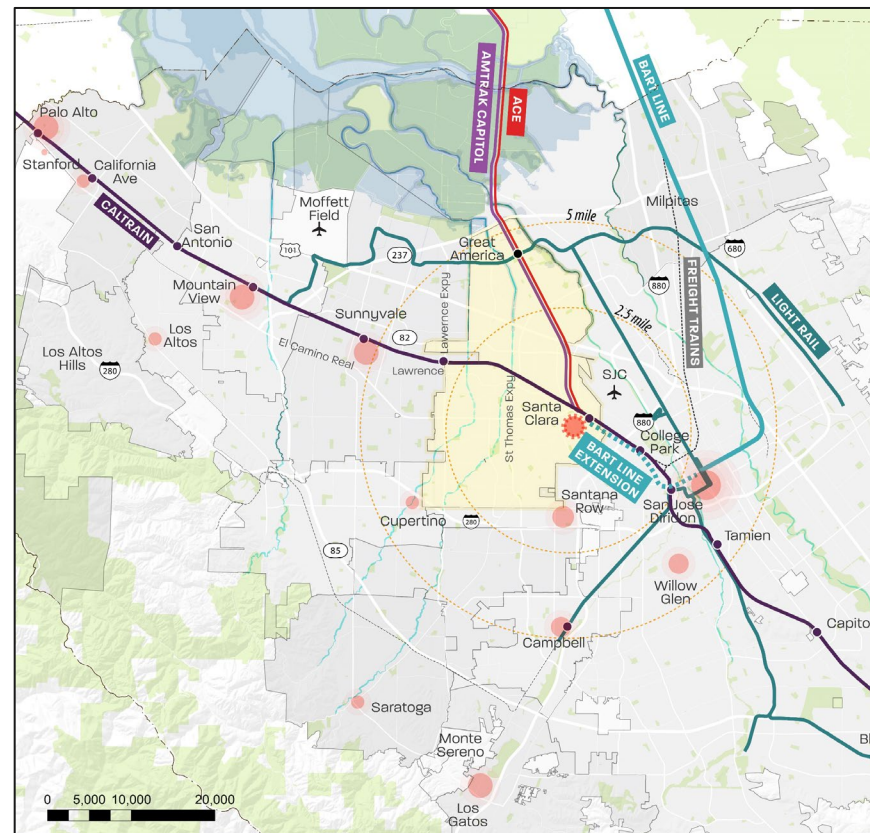 AMTRAK CAPITOL
ACE
BART LINE
Palo Alto
Stanford
California
Ave
CALTRAIN
San
Antonio
Moffett
Field
101
237
Great
America
5 mile
Milpitas
680
880
FREIGHT TRAINS
LIGHT RAIL
Mountain
View
Sunnyvale
82
Lawrence Expy
2.5 mile
Los
Altos
Los Altos
Hills
280
El Camino Real
Lawrence
St Thomas Expy
SJC
Santa
Clara
880
College
Park
BART LINE
EXTENSION
Cupertino
280
Santana
Row
San Jose
Diridon
Tamien
85
Willow
Glen
Campbell
Capito
Saratoga
Monte
Sereno
Bl
Los
Gatos
0 5,000 10,000 20,000